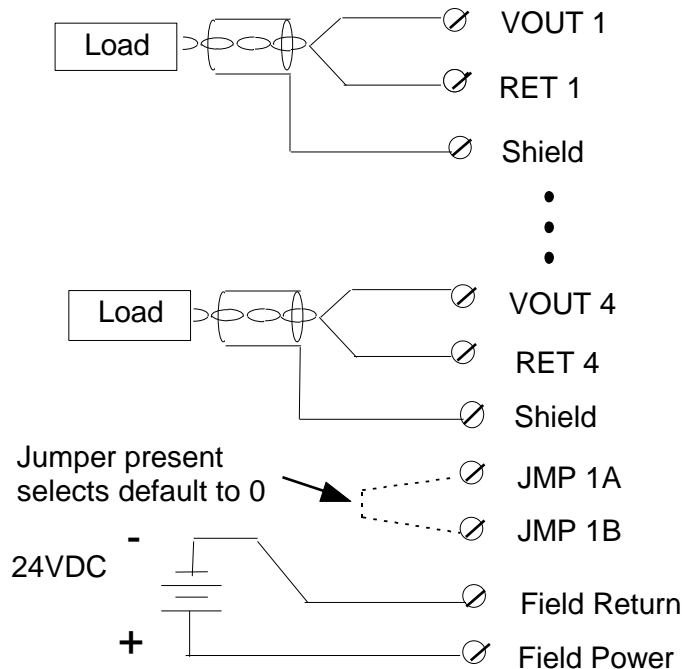 Load
VOUT 1
RET 1
Shield
Load
VOUT 4
RET 4
Shield
Jumper present
selects default to 0
JMP 1A
JMP 1B
-
24VDC
+
Field Return
Field Power